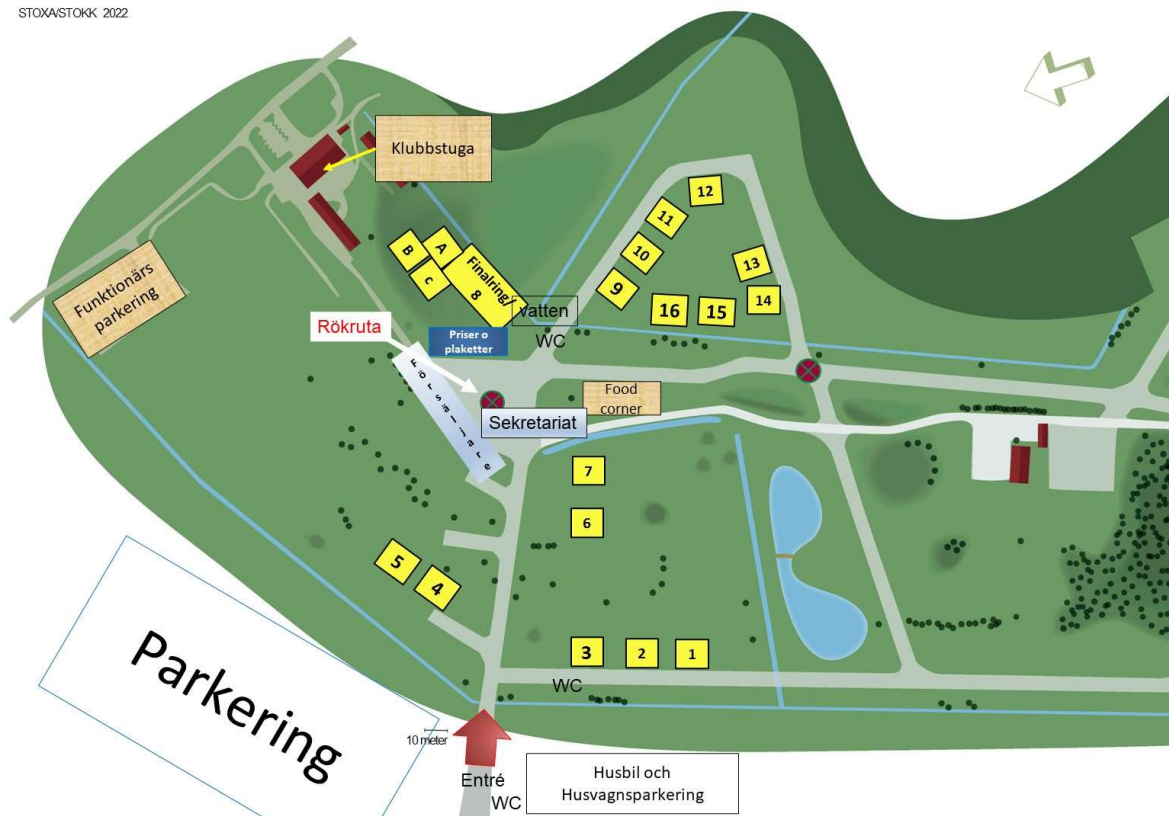 STOXA/STOKK 2022
Klubbstuga
12
11
10
9
13
14
15
16
A
B
c
Finalring/
8
vatten
WC
Funktionärs
parkering
Rökruta
Priser o
plaketter
Försäljare
Food
corner
Sekretariat
7
6
5
4
3
2
1
WC
Parkering
10 meter
Entré
WC
Husbil och
Husvagnsparkering